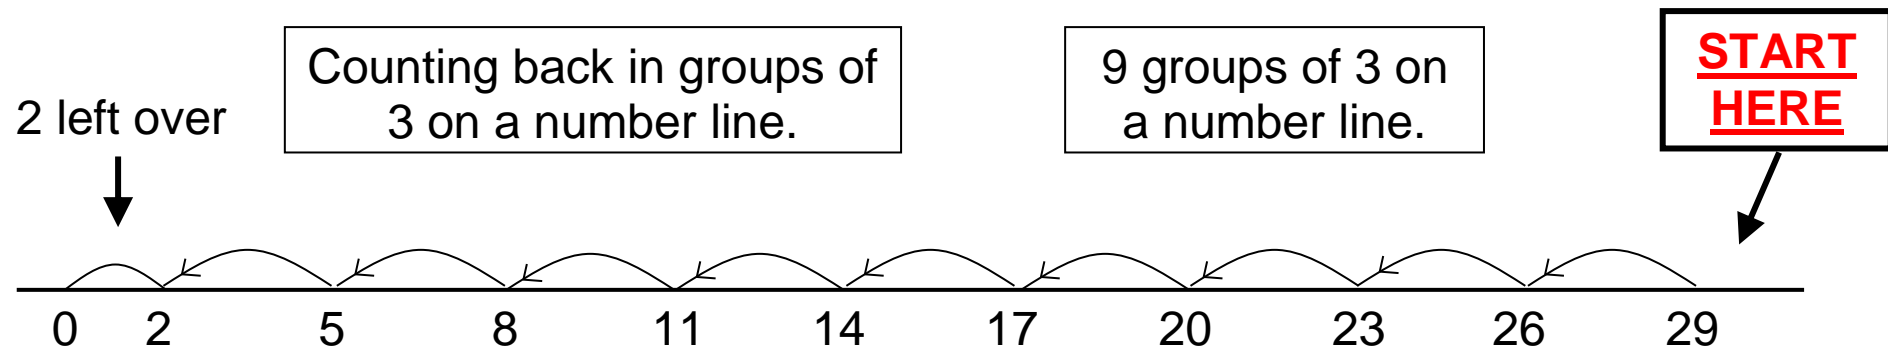 2 left over
Counting back in groups of
3 on a number line.
9 groups of 3 on
a number line.
START
HERE
0 2 5 8 11 14 17 20 23 26 29